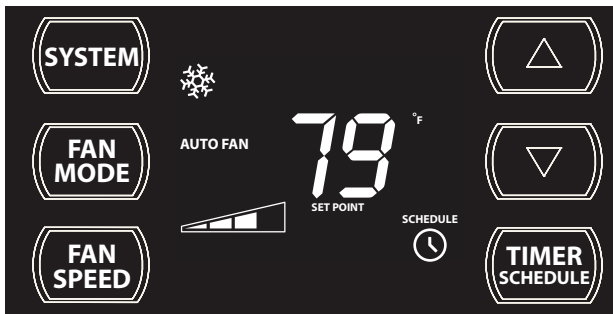 SYSTEM
FAN
MODE
FAN
SPEED
AUTO FAN
79
°F
SET POINT
SCHEDULE
TIMER
SCHEDULE